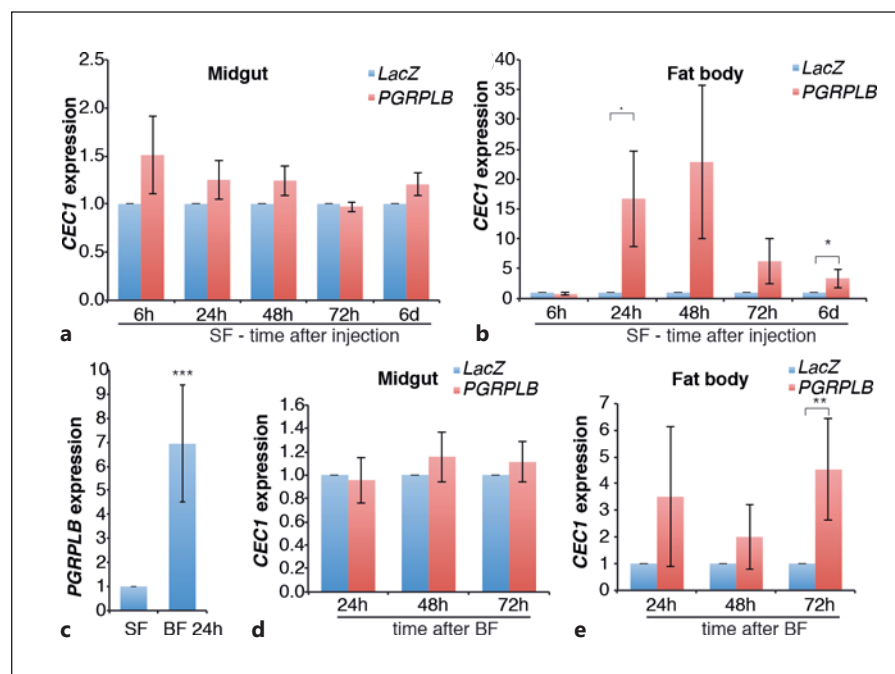 2.5
2.0
1.5
1.0
0.5
0.0
CEC1 expression
Midgut
LacZ
PGRPLB
6h 24h 48h 72h 6d
SF - time after injection
a
40
35
30
25
20
15
10
5
0
CEC1 expression
Fat body
LacZ
PGRPLB
*
6h 24h 48h 72h 6d
SF - time after injection
b
10
9
8
7
6
5
4
3
2
1
0
PGRPLB expression
***
SF BF 24h
c
1.6
1.4
1.2
1.0
0.8
0.6
0.4
0.2
0.0
CEC1 expression
Midgut
LacZ
PGRPLB
24h 48h 72h
time after BF
d
7
6
5
4
3
2
1
0
CEC1 expression
Fat body
LacZ
PGRPLB
**
24h 48h 72h
time after BF
e